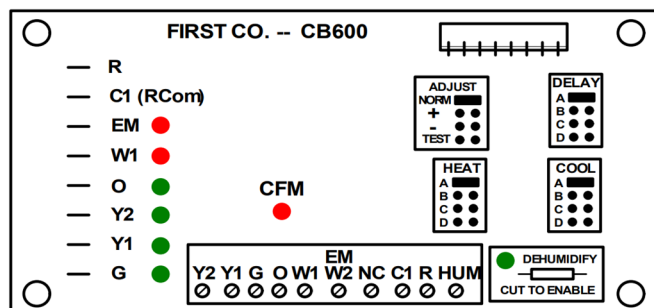 FIRST CO. -- CB600
R
C1 (RCom)
EM
W1
O
Y2
Y1
G
CFM
ADJUST
NORM
+
-
TEST
DELAY
A
B
C
D
HEAT
A
B
C
D
COOL
A
B
C
D
EM
Y2 Y1 G O W1 W2 NC C1 R HUM
DEHUMIDIFY
CUT TO ENABLE